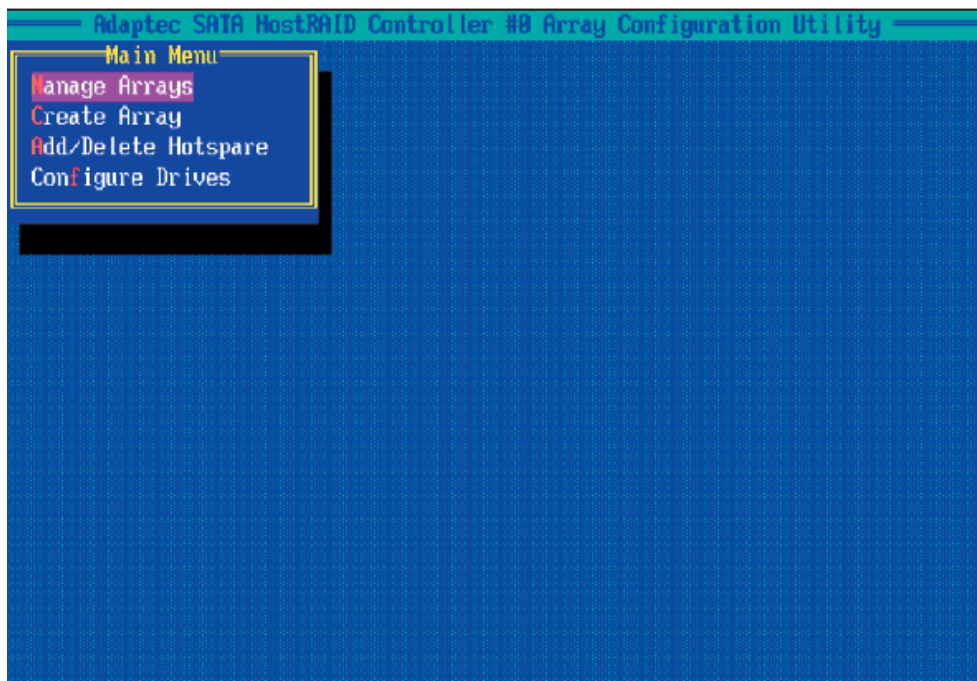 Adaptec SATA HostRAID Controller #0 Array Configuration Utility
Main Menu
Manage Arrays
Create Array
Add/Delete Hotspare
Configure Drives